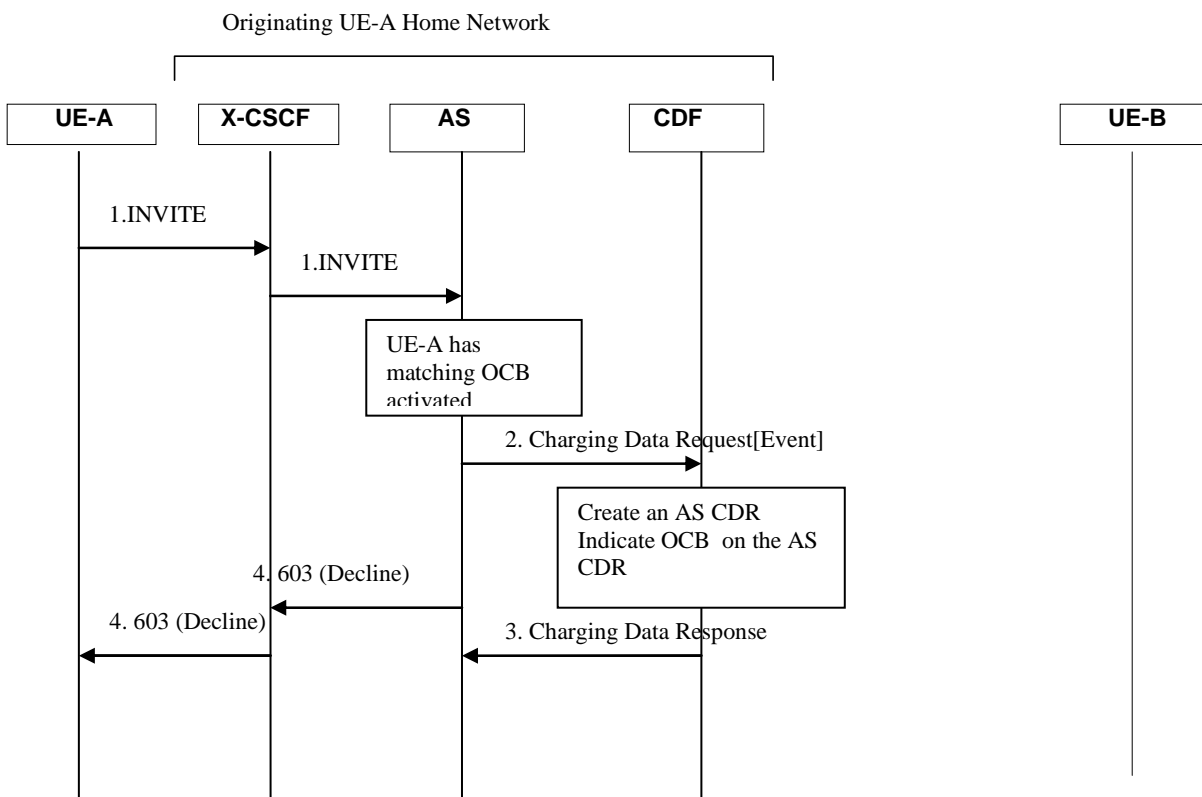 Originating UE-A Home Network
UE-A
X-CSCF
AS
CDF
UE-B
1.INVITE
1.INVITE
UE-A has
matching OCB
activated
2. Charging Data Request[Event]
Create an AS CDR
Indicate OCB on the AS
CDR
4. 603 (Decline)
4. 603 (Decline)
3. Charging Data Response